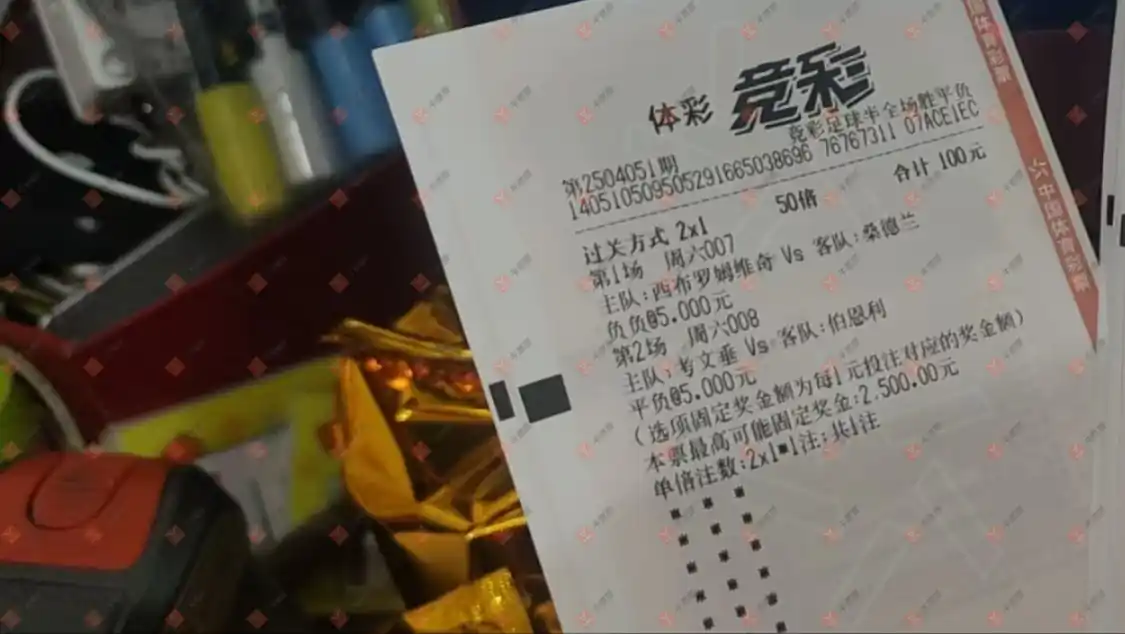 体彩 竞彩
竞彩足球半全场胜平负
第2504051期
140510509505291665038696 76767311 07ACE1EC
过关方式 2x1 50倍 合计 100元
第1场 周六007
主队:西布罗姆维奇 Vs 客队:桑德兰
负负@5.000元
第2场 周六008
主队:考文垂 Vs 客队:伯恩利
平负@5.000元
(选项固定奖金额为每1元投注对应的奖金额)
本票最高可能固定奖金:2,500.00元
单倍注数:2x1*1注;共1注
国体育彩票
中国体育彩票